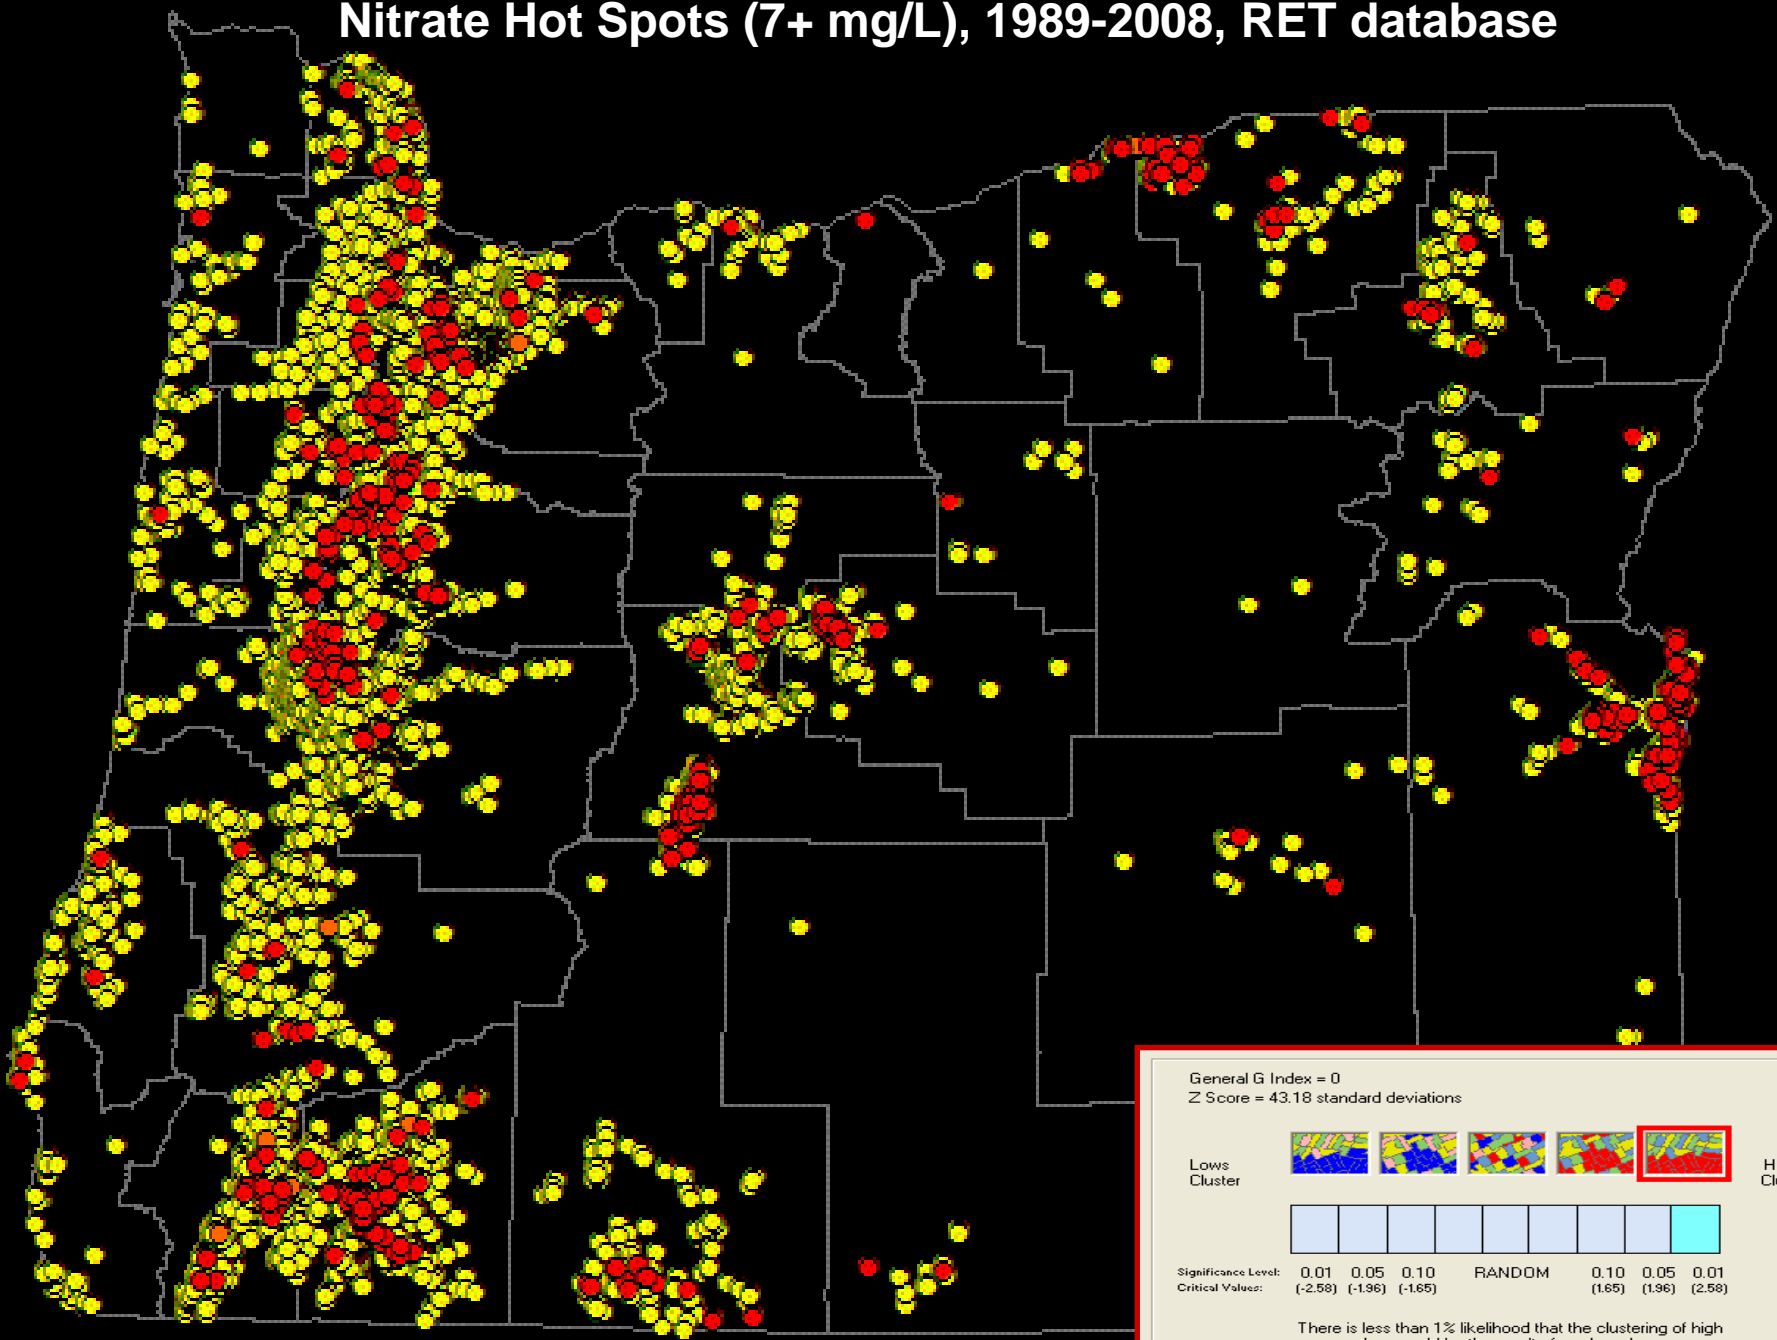 Nitrate Hot Spots (7+ mg/L), 1989-2008, RET database
General G Index = 0
Z Score = 43.18 standard deviations
Lows
Cluster
Significance Level: 0.01 0.05 0.10 RANDOM 0.10 0.05 0.01
Critical Values: (-2.58) (-1.96) (-1.65) (1.65) (1.96) (2.58)
There is less than 1% likelihood that the clustering of high